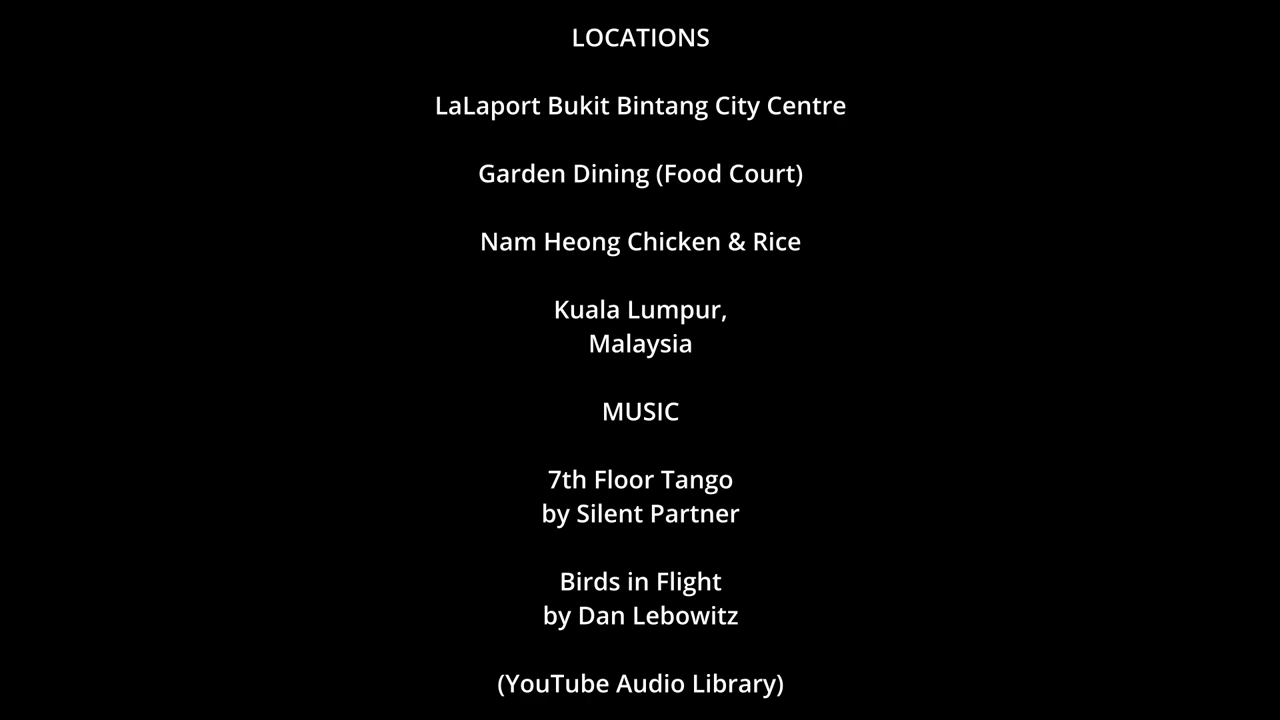 LOCATIONS
LaLaport Bukit Bintang City Centre
Garden Dining (Food Court)
Nam Heong Chicken & Rice
Kuala Lumpur,
Malaysia
MUSIC
7th Floor Tango
by Silent Partner
Birds in Flight
by Dan Lebowitz
(YouTube Audio Library)